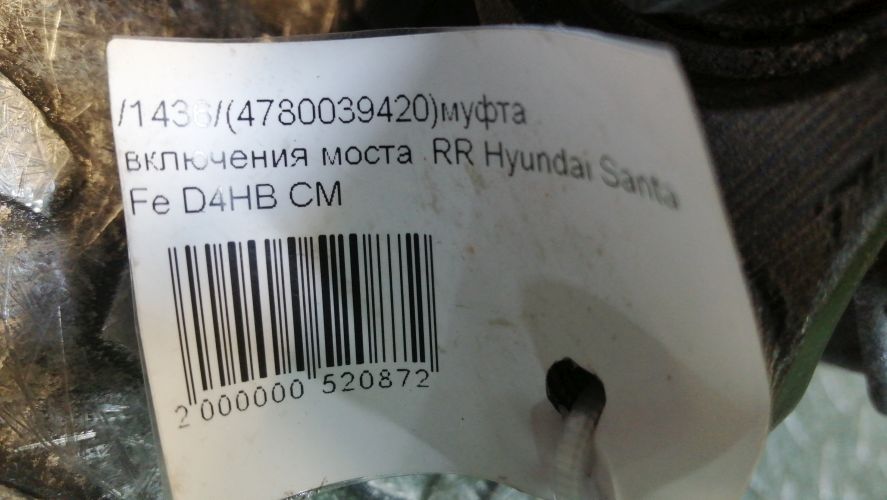 /1436/(4780039420)муфта
включения моста RR Hyundai Santa
Fe D4HB CM
2 000000 520872